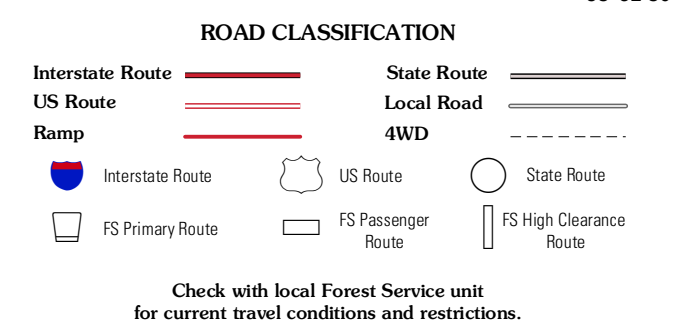 ROAD CLASSIFICATION
Interstate Route
State Route
US Route
Local Road
Ramp
4WD
Interstate Route
US Route
State Route
FS Primary Route
FS Passenger
Route
FS High Clearance
Route
Check with local Forest Service unit
for current travel conditions and restrictions.